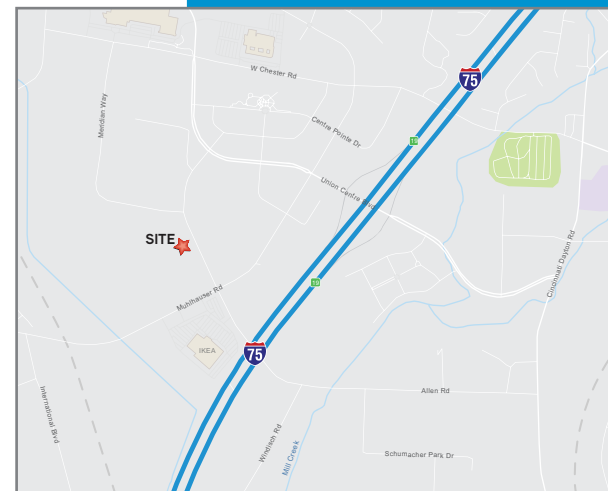 W Chester Rd
75
Meridian Way
Centre Pointe Dr
19
Union Centre Blvd
SITE
Cincinnati Dayton Rd
19
Muhlhauser Rd
IKEA
75
Allen Rd
International Blvd
Windisch Rd
Mill Creek
Schumacher Park Dr